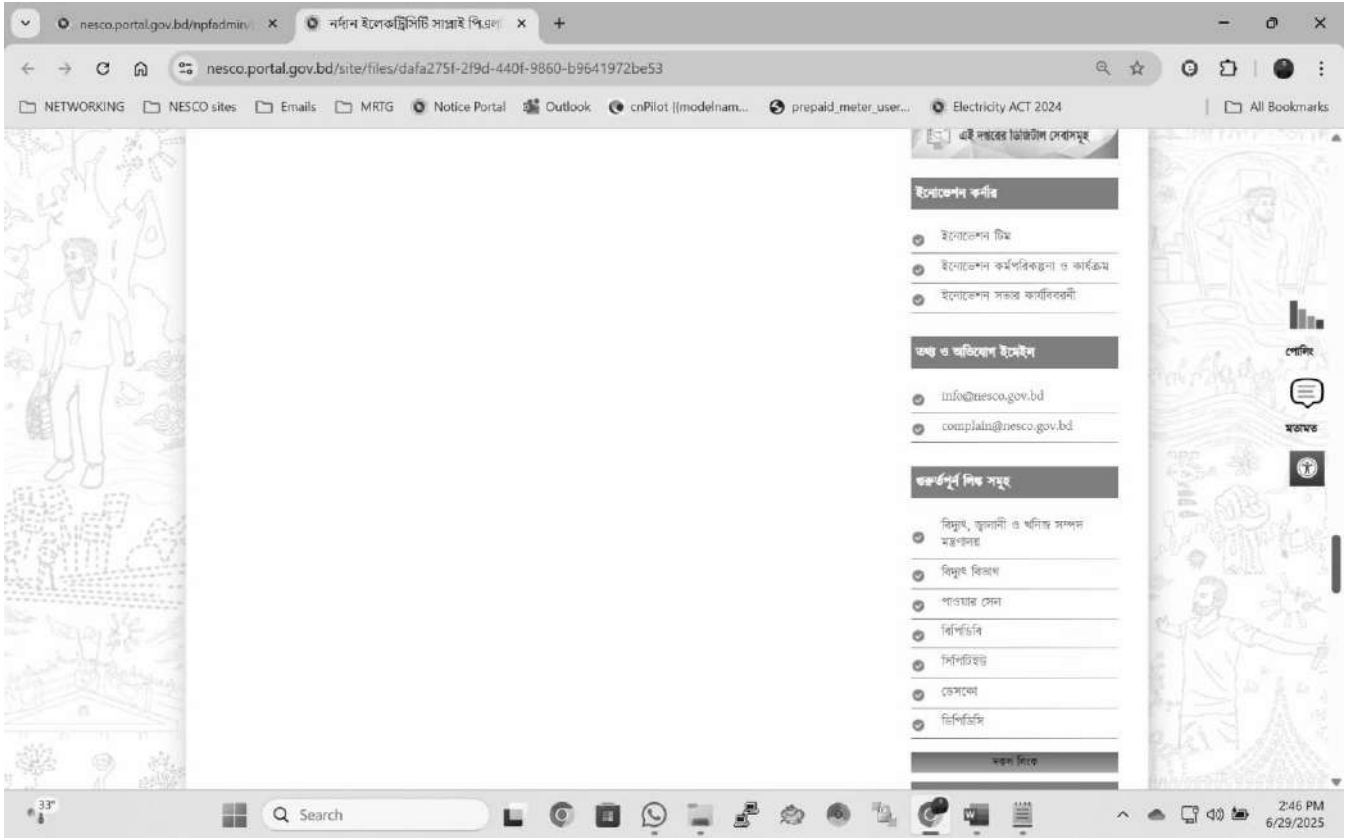 nesco.portal.gov.bd/npfadmin/
নর্দান ইলেকট্রিসিটি সাপ্লাই পি.এল
nesco.portal.gov.bd/site/files/dafa275f-2f9d-440f-9860-b9641972be53
NETWORKING NESCO sites Emails MRTG Notice Portal Outlook cnPilot |(modelnam... prepaid_meter_user... Electricity ACT 2024 All Bookmarks
এই দপ্তরের ডিজিটাল সেবাসমূহ
ইনোভেশন কর্নার
ইনোভেশন টিম
ইনোভেশন কর্মপরিকল্পনা ও কার্যক্রম
ইনোভেশন সভার কার্যবিবরনী
তথ্য ও অভিযোগ ইমেইল
info@nesco.gov.bd
complain@nesco.gov.bd
গুরুর্তপূর্ন লিঙ্ক সমূহ
বিদ্যুৎ, জ্বালানী ও খনিজ সম্পদ
মন্ত্রণালয়
বিদ্যুৎ বিভাগ
পাওয়ার সেল
বিপিডিবি
সিপিটিইউ
ডেসকো
ডিপিডিসি
সকল লিংক
পোলিং
মতামত
33°
Search
2:46 PM
6/29/2025